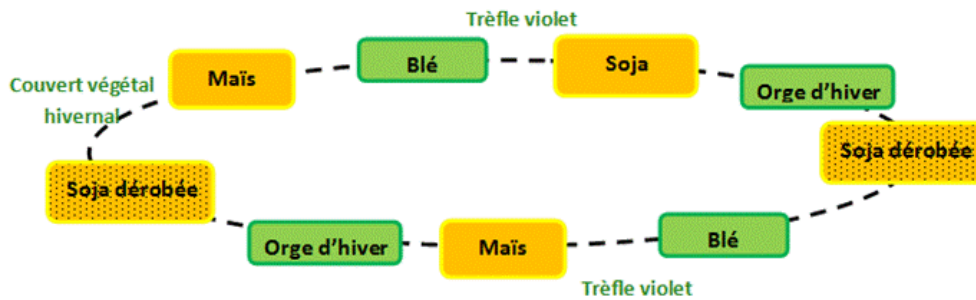 Trèfle violet
Couvert végétal
hivernal
Maïs
Blé
Soja
Orge d'hiver
Soja dérobée
Soja dérobée
Orge d'hiver
Maïs
Blé
Trèfle violet